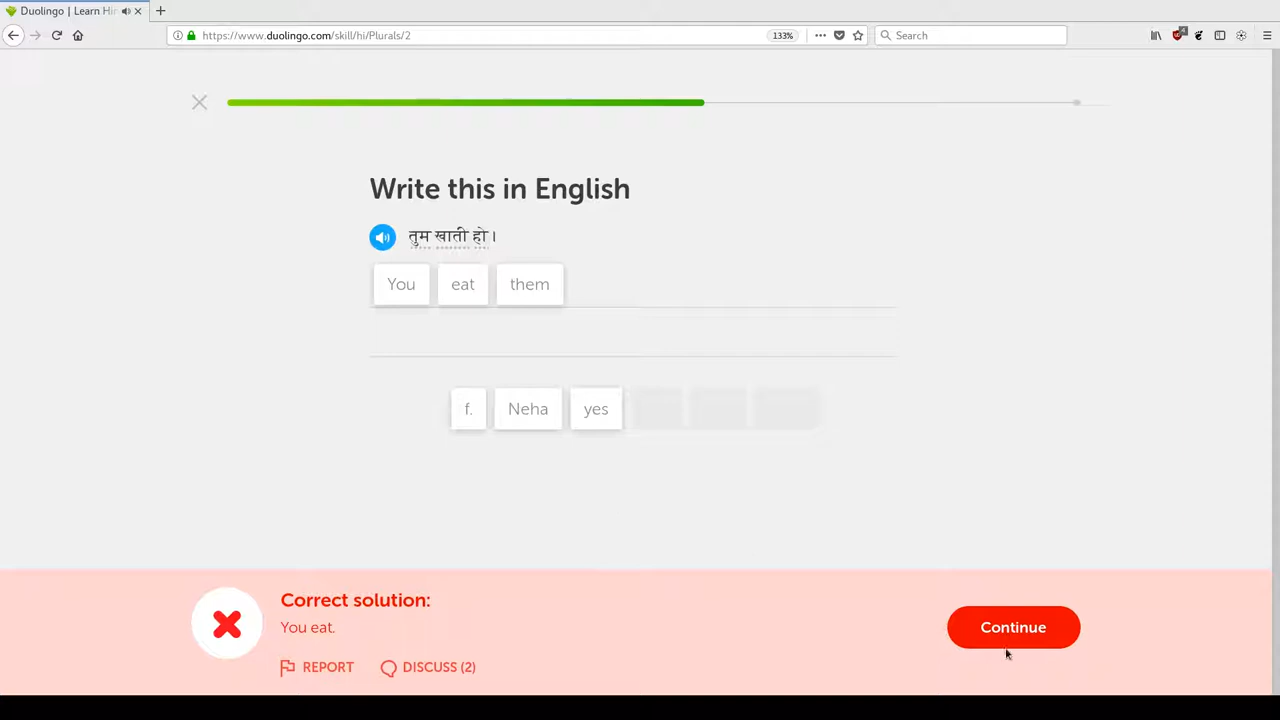 Duolingo | Learn Hi
https://www.duolingo.com/skill/hi/Plurals/2
133%
Search
Write this in English
तुम खाती हो।
You eat them
f. Neha yes
Correct solution:
You eat.
REPORT DISCUSS (2)
Continue